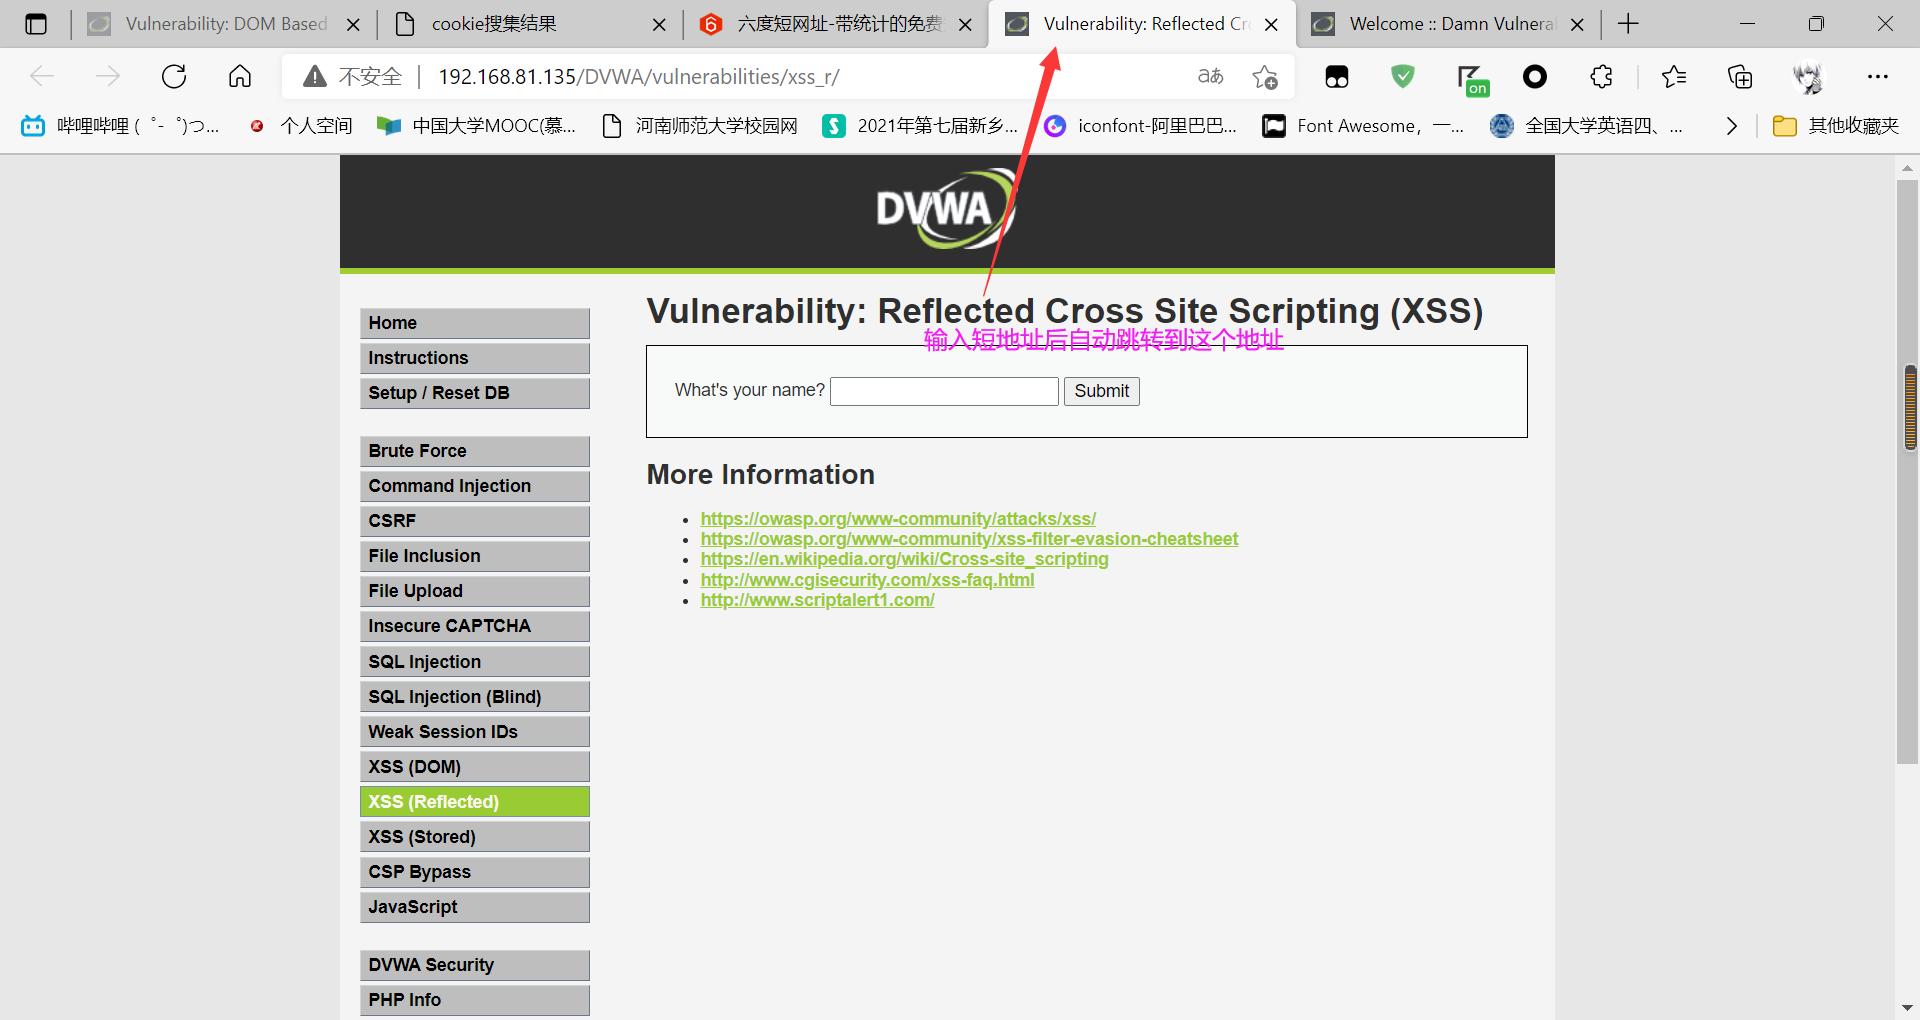 Vulnerability: DOM Based
cookie搜集结果
六度短网址-带统计的免费
Vulnerability: Reflected Cr
Welcome :: Damn Vulnera
不安全
192.168.81.135/DVWA/vulnerabilities/xss_r/
on
哔哩哔哩 ( ゜- ゜)つ...
个人空间
中国大学MOOC(慕...
河南师范大学校园网
2021年第七届新乡...
iconfont-阿里巴巴...
Font Awesome, 一...
全国大学英语四、...
其他收藏夹
DVWA
Vulnerability: Reflected Cross Site Scripting (XSS)
输入短地址后自动跳转到这个地址
What's your name?
Submit
More Information
https://owasp.org/www-community/attacks/xss/
https://owasp.org/www-community/xss-filter-evasion-cheatsheet
https://en.wikipedia.org/wiki/Cross-site_scripting
http://www.cgisecurity.com/xss-faq.html
http://www.scriptalert1.com/
Home
Instructions
Setup / Reset DB
Brute Force
Command Injection
CSRF
File Inclusion
File Upload
Insecure CAPTCHA
SQL Injection
SQL Injection (Blind)
Weak Session IDs
XSS (DOM)
XSS (Reflected)
XSS (Stored)
CSP Bypass
JavaScript
DVWA Security
PHP Info